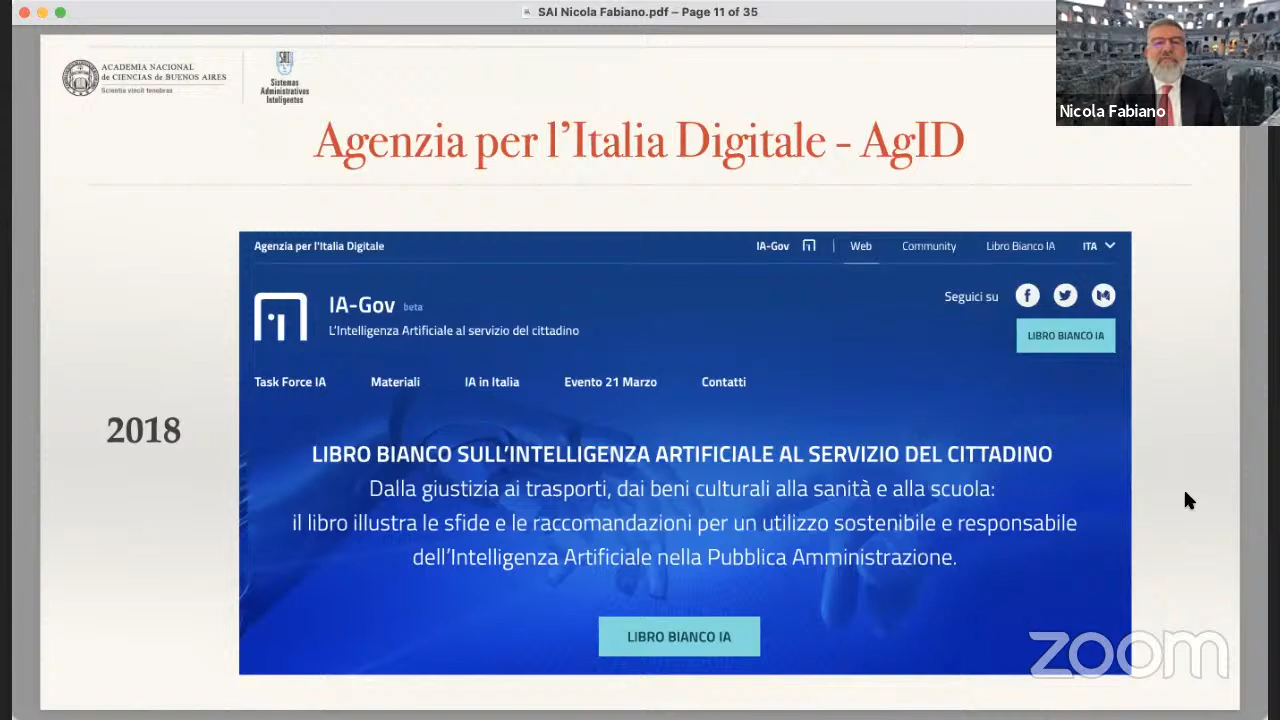 SAI Nicola Fabiano.pdf – Page 11 of 35
Nicola Fabiano
ACADEMIA NACIONAL
de CIENCIAS de BUENOS AIRES
Scientia vincit tenebras
SAI
Sistemas
Administrativos
Inteligentes
Agenzia per l’Italia Digitale - AgID
2018
Agenzia per l'Italia Digitale
IA-Gov | Web Community Libro Bianco IA ITA
IA-Gov beta
L’Intelligenza Artificiale al servizio del cittadino
Seguici su
LIBRO BIANCO IA
Task Force IA Materiali IA in Italia Evento 21 Marzo Contatti
LIBRO BIANCO SULL’INTELLIGENZA ARTIFICIALE AL SERVIZIO DEL CITTADINO
Dalla giustizia ai trasporti, dai beni culturali alla sanità e alla scuola:
il libro illustra le sfide e le raccomandazioni per un utilizzo sostenibile e responsabile
dell’Intelligenza Artificiale nella Pubblica Amministrazione.
LIBRO BIANCO IA
zoom